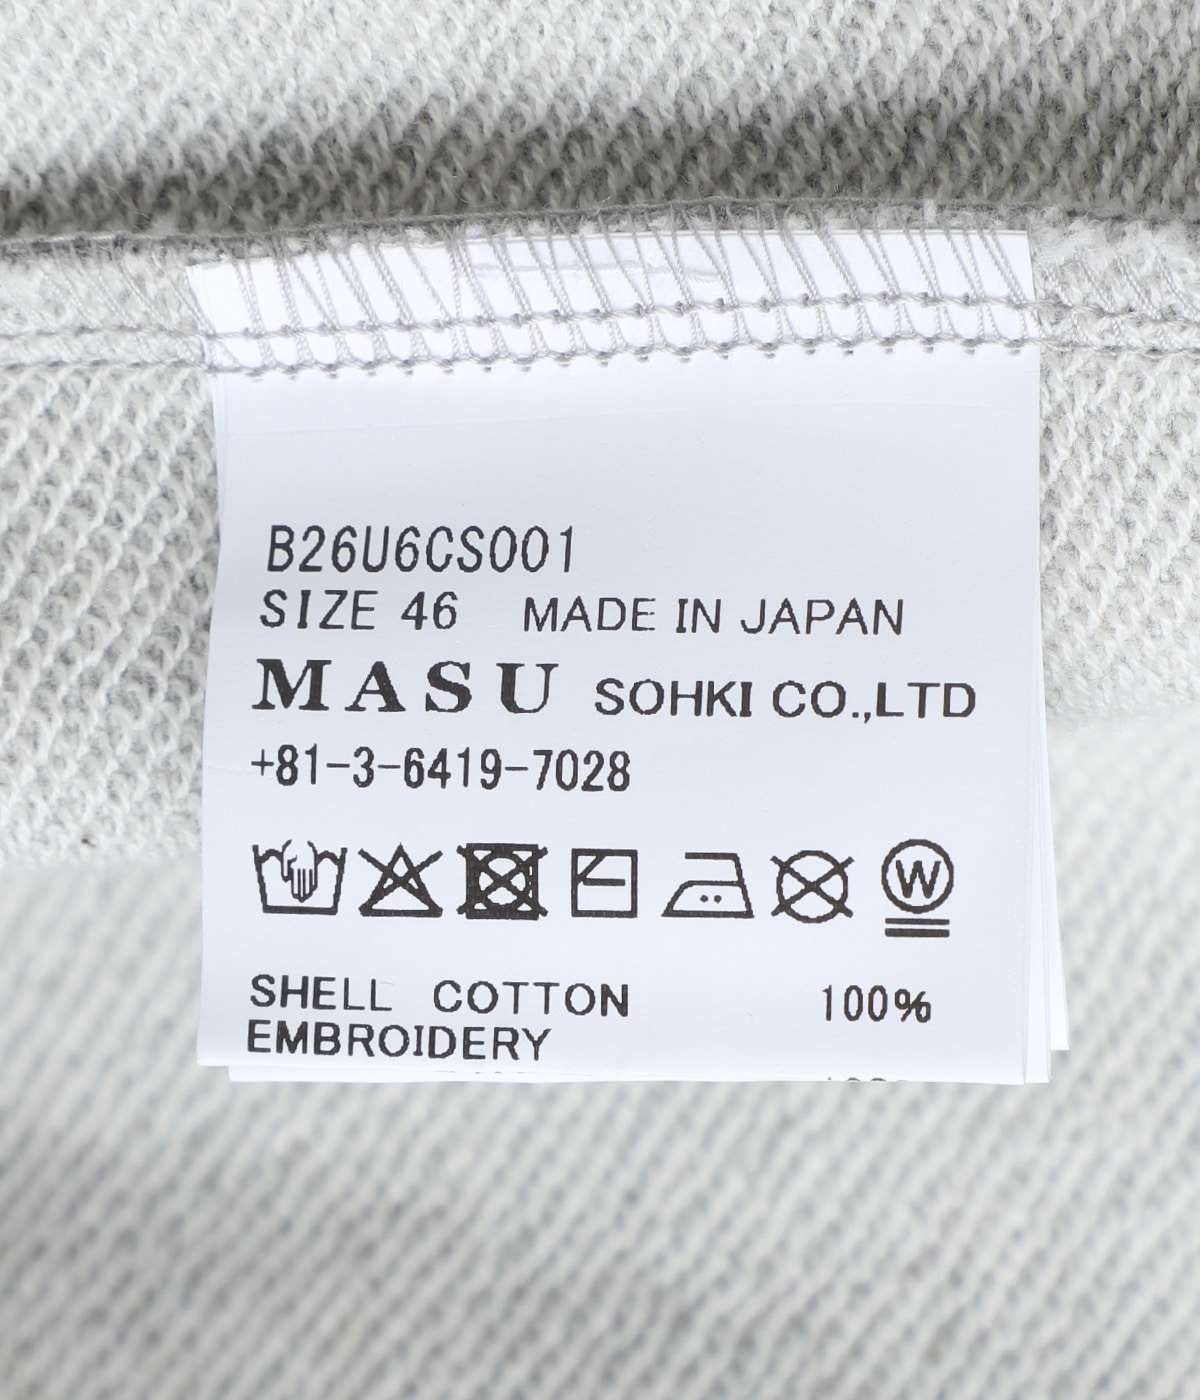 B26U6CS001
SIZE 46 MADE IN JAPAN
MASU SOHKI CO.,LTD
+81-3-6419-7028
W
SHELL COTTON 100%
EMBROIDERY